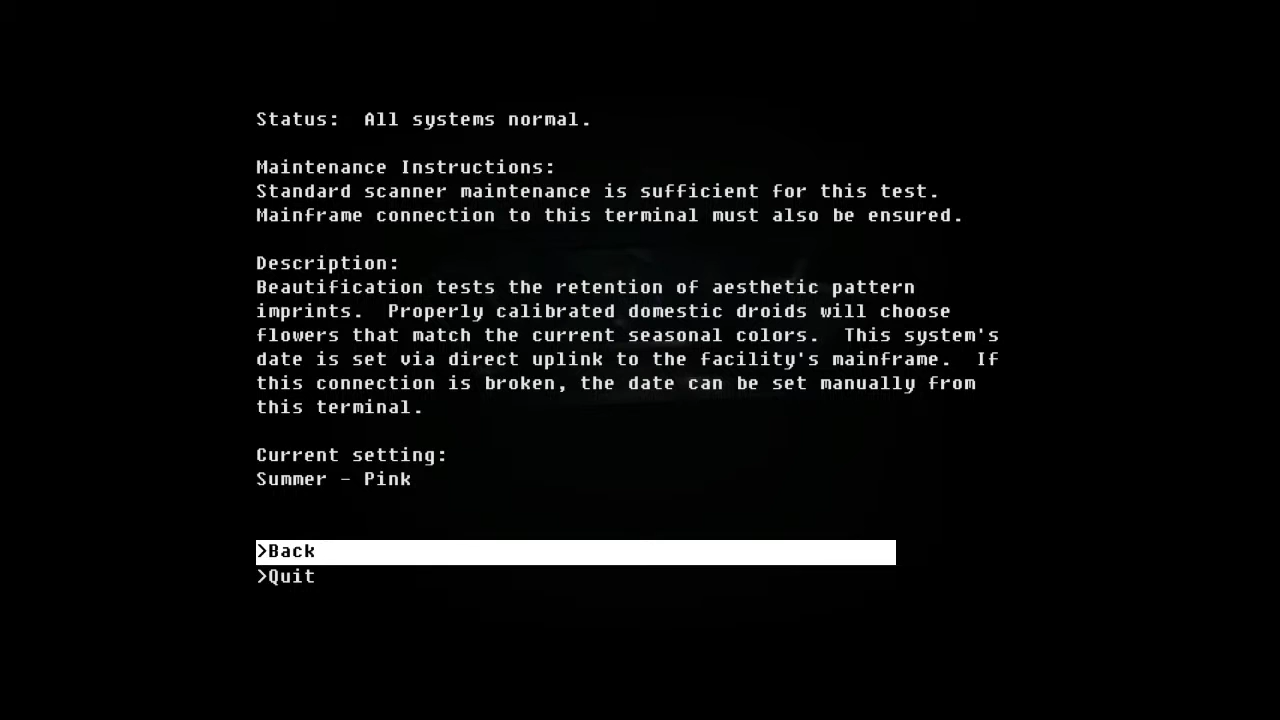 Status:  All systems normal.
Maintenance Instructions:
Standard scanner maintenance is sufficient for this test.
Mainframe connection to this terminal must also be ensured.
Description:
Beautification tests the retention of aesthetic pattern
imprints.  Properly calibrated domestic droids will choose
flowers that match the current seasonal colors.  This system's
date is set via direct uplink to the facility's mainframe.  If
this connection is broken, the date can be set manually from
this terminal.
Current setting:
Summer - Pink
>Back
>Quit